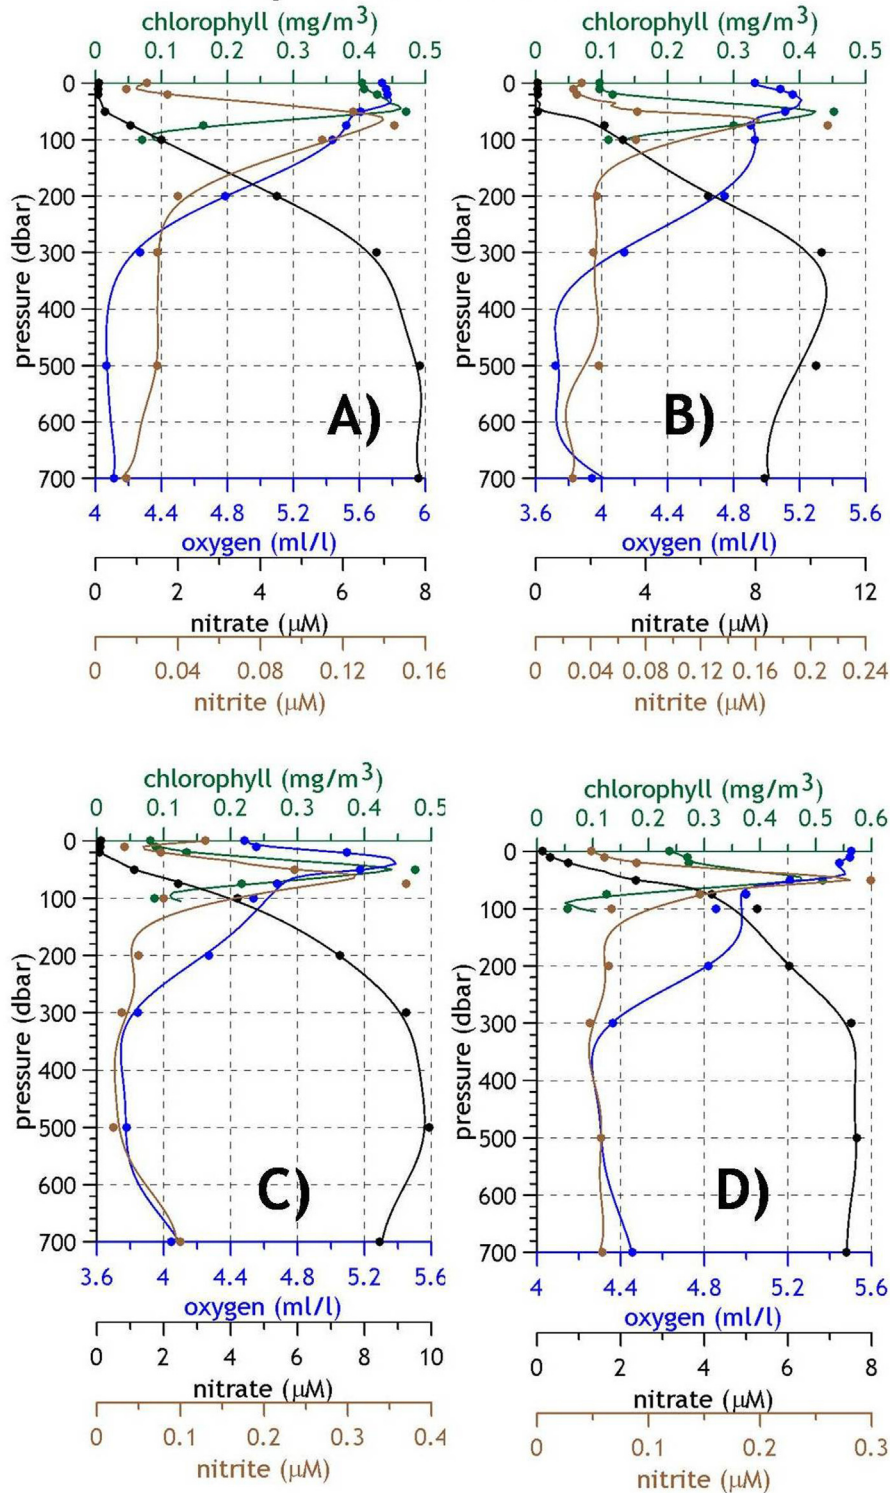 chlorophyll (mg/m³) chlorophyll (mg/m³)
0 0.1 0.2 0.3 0.4 0.5 0 0.1 0.2 0.3 0.4 0.5
0 0
100 100
200 200
pressure (dbar) pressure (dbar)
300 300
400 400
500 500
600 A) 600 B)
700 700
4 4.4 4.8 5.2 5.6 6 3.6 4 4.4 4.8 5.2 5.6
oxygen (ml/l) oxygen (ml/l)
0 2 4 6 8 0 4 8 12
nitrate (µM) nitrate (µM)
0 0.04 0.08 0.12 0.16 0 0.04 0.08 0.12 0.16 0.2 0.24
nitrite (µM) nitrite (µM)
chlorophyll (mg/m³) chlorophyll (mg/m³)
0 0.1 0.2 0.3 0.4 0.5 0 0.1 0.2 0.3 0.4 0.5 0.6
0 0
100 100
200 200
pressure (dbar) pressure (dbar)
300 300
400 400
500 500
600 C) 600 D)
700 700
3.6 4 4.4 4.8 5.2 5.6 4 4.4 4.8 5.2 5.6
oxygen (ml/l) oxygen (ml/l)
0 2 4 6 8 10 0 2 4 6 8
nitrate (µM) nitrate (µM)
0 0.1 0.2 0.3 0.4 0 0.1 0.2 0.3
nitrite (µM) nitrite (µM)